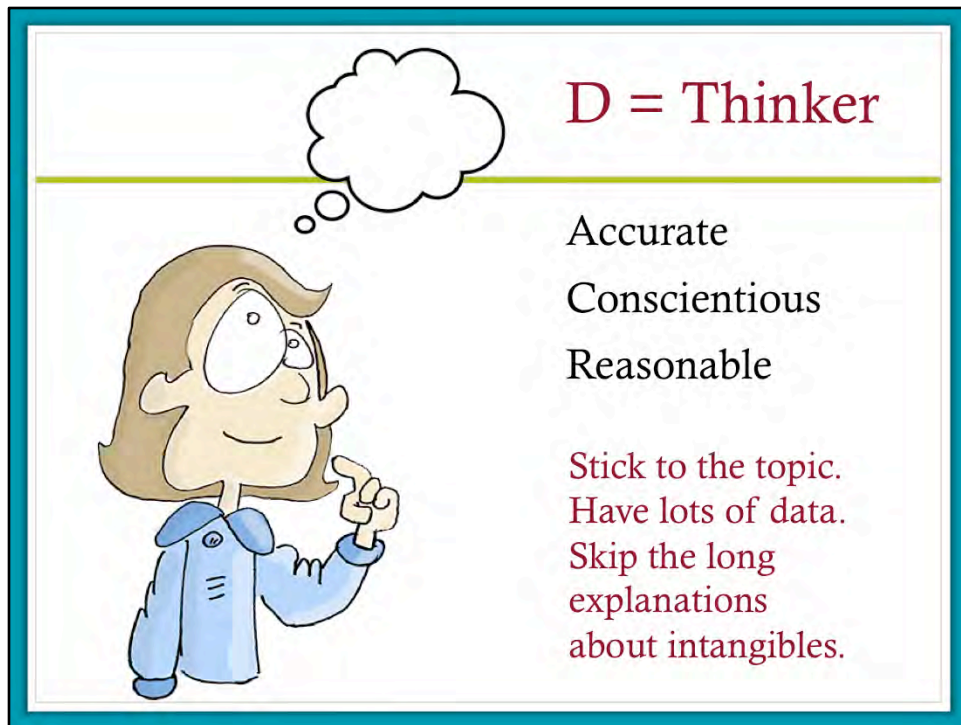 D = Thinker
Accurate
Conscientious
Reasonable
Stick to the topic.
Have lots of data.
Skip the long
explanations
about intangibles.